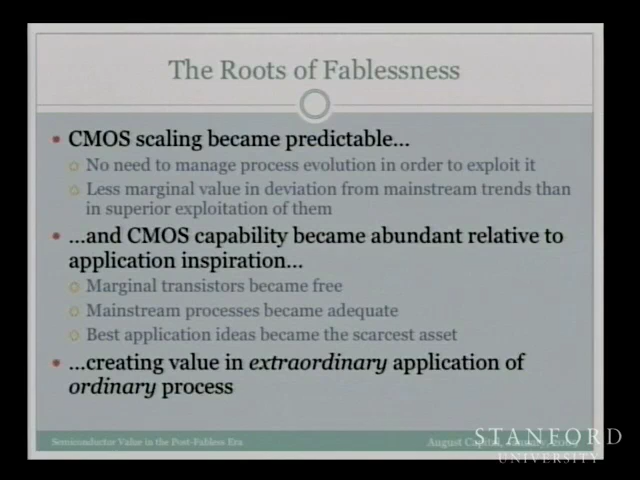 The Roots of Fablessness
CMOS scaling became predictable...
No need to manage process evolution in order to exploit it
Less marginal value in deviation from mainstream trends than
in superior exploitation of them
...and CMOS capability became abundant relative to
application inspiration...
Marginal transistors became free
Mainstream processes became adequate
Best application ideas became the scarcest asset
...creating value in extraordinary application of
ordinary process
Semiconductor Value in the Post-Fabless Era
August Capital,
STANFORD
UNIVERSITY